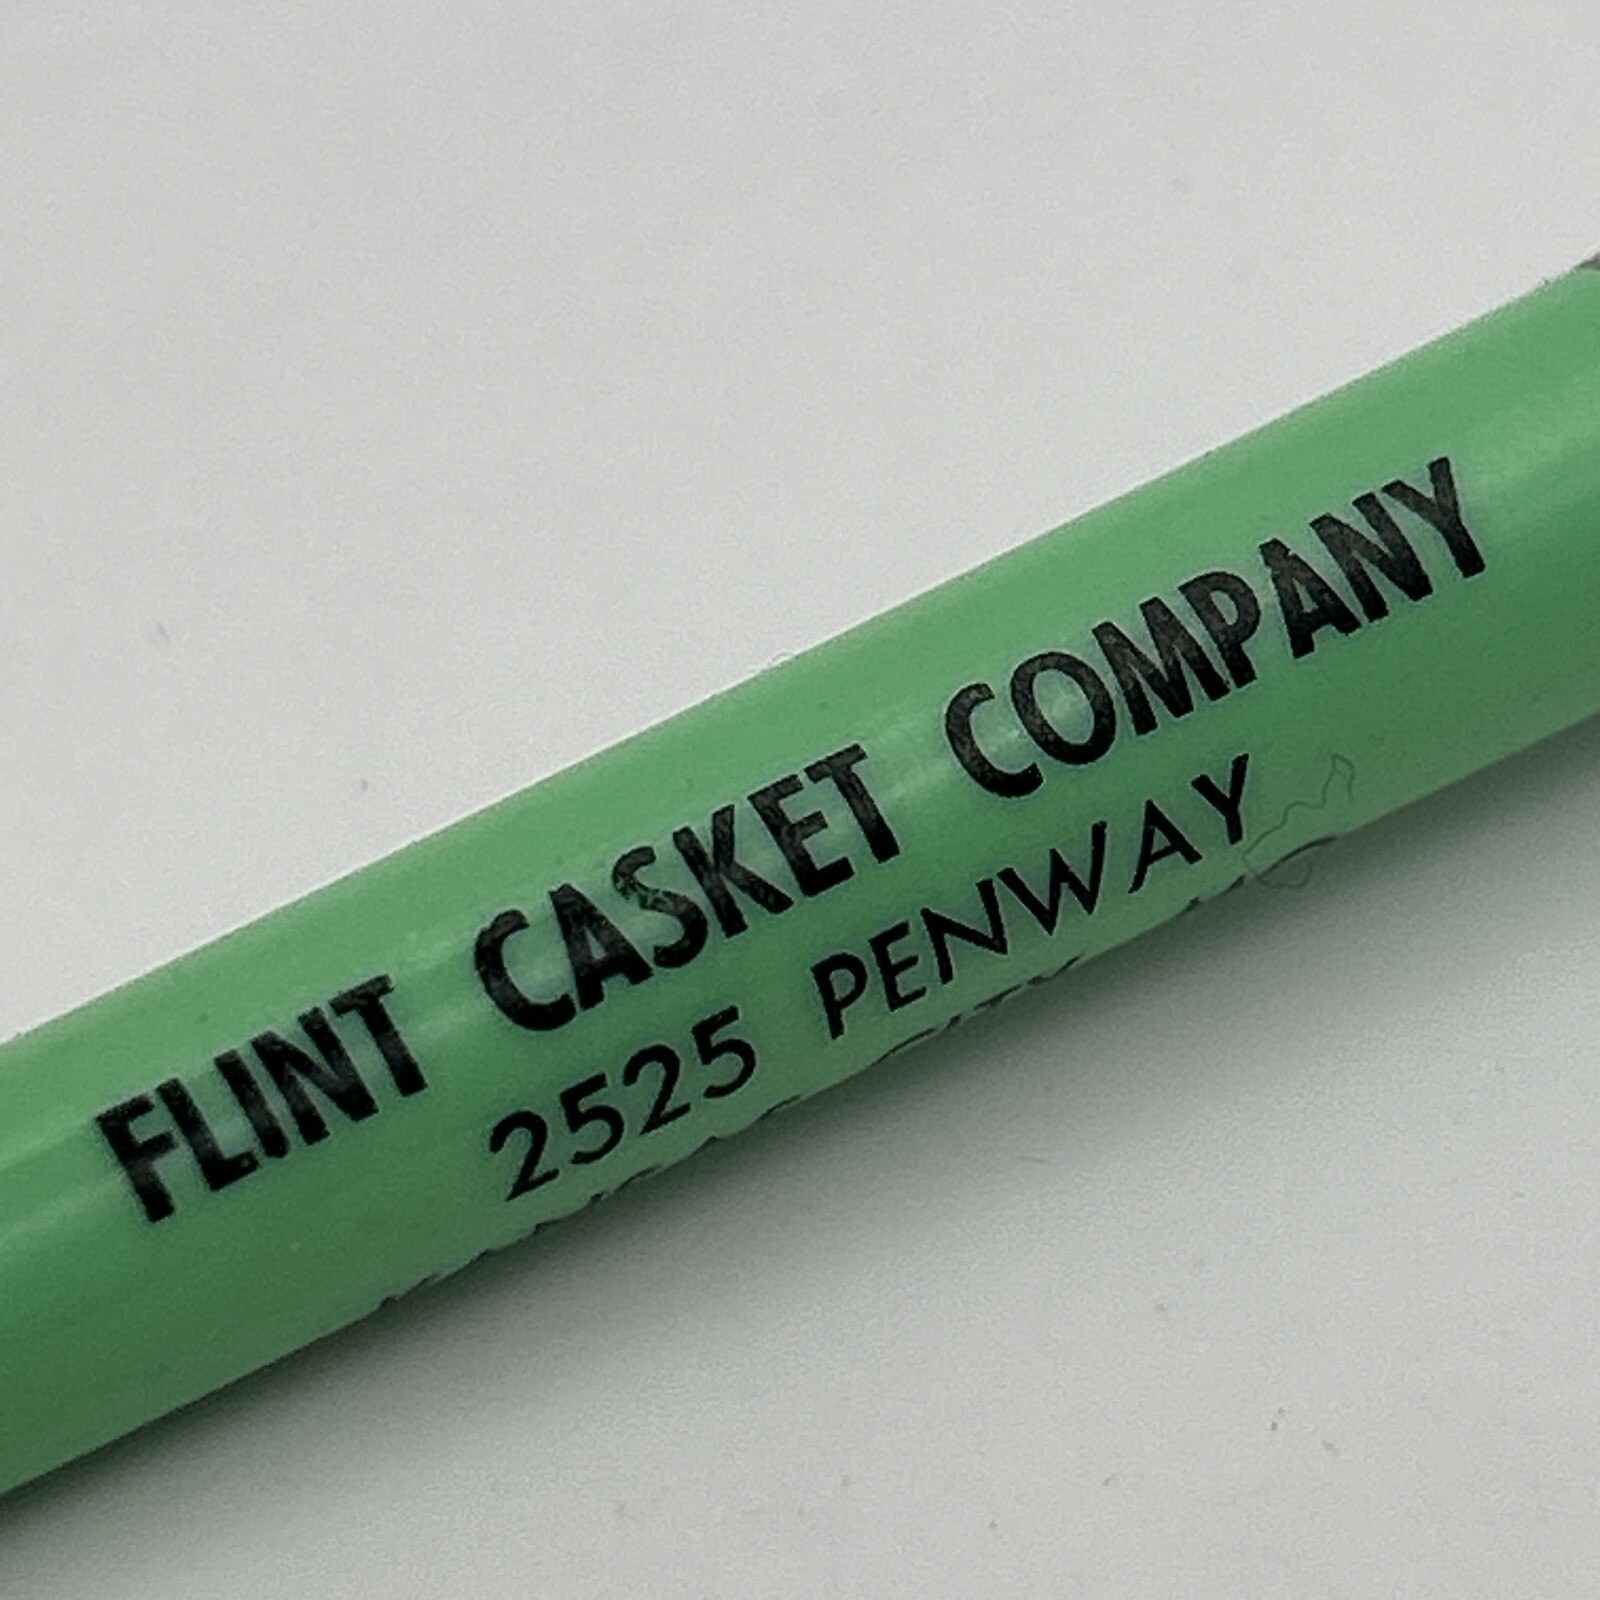 FLINT CASKET COMPANY
2525 PENWAY